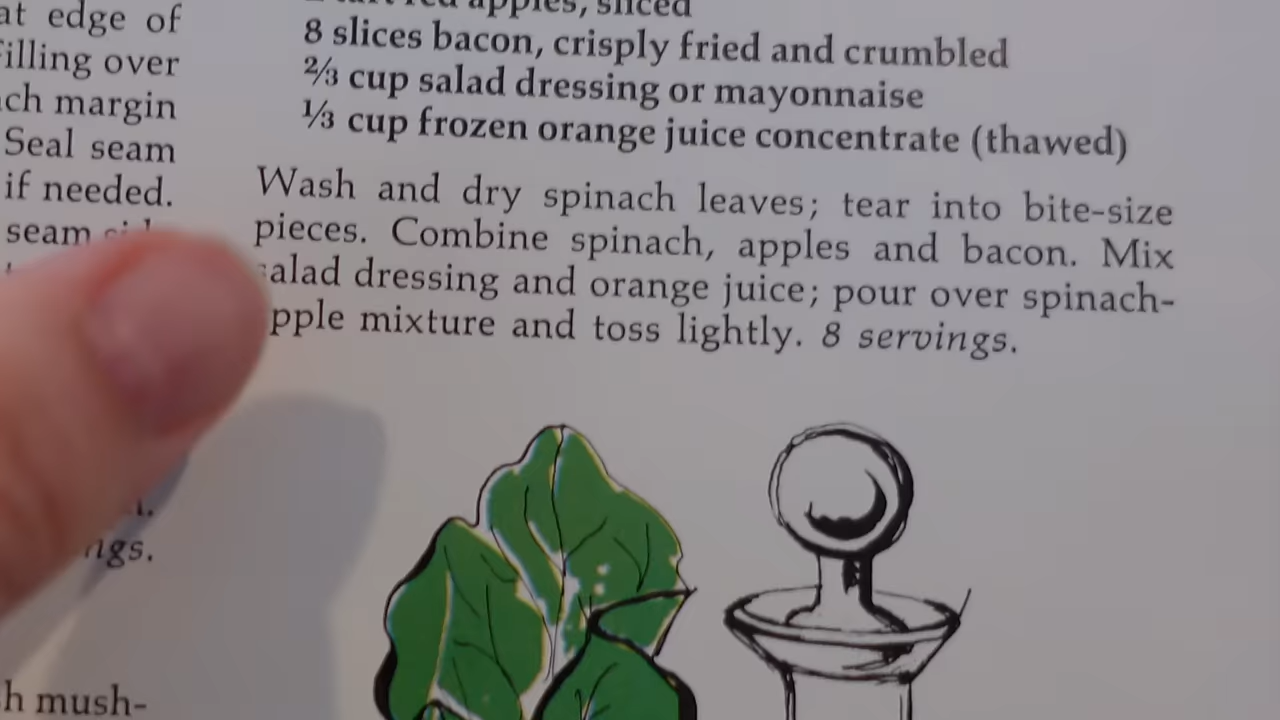 at edge of
filling over
ch margin
Seal seam
if needed.
seam
ngs.
h mush-
apples, sliced
8 slices bacon, crisply fried and crumbled
⅔ cup salad dressing or mayonnaise
⅓ cup frozen orange juice concentrate (thawed)
Wash and dry spinach leaves; tear into bite-size
pieces. Combine spinach, apples and bacon. Mix
salad dressing and orange juice; pour over spinach-
pple mixture and toss lightly. 8 servings.